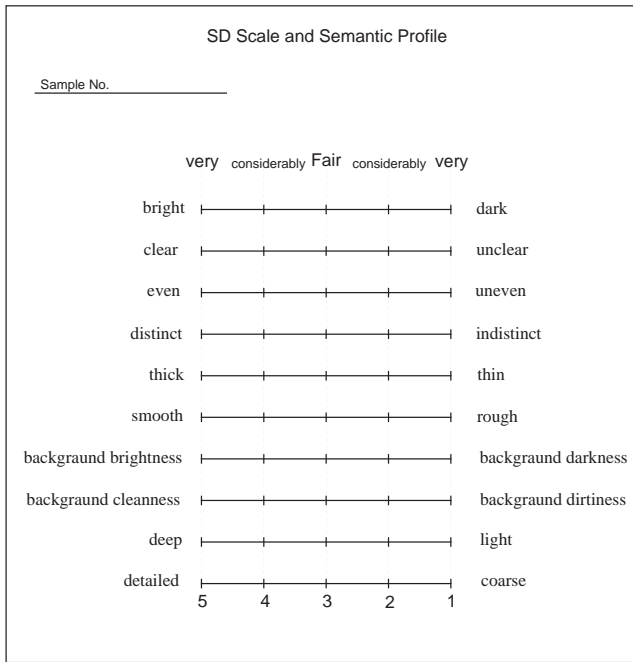 SD Scale and Semantic Profile
Sample No.
very considerably Fair considerably very
bright dark
clear unclear
even uneven
distinct indistinct
thick thin
smooth rough
backgraund brightness backgraund darkness
backgraund cleanness backgraund dirtiness
deep light
detailed coarse
5 4 3 2 1